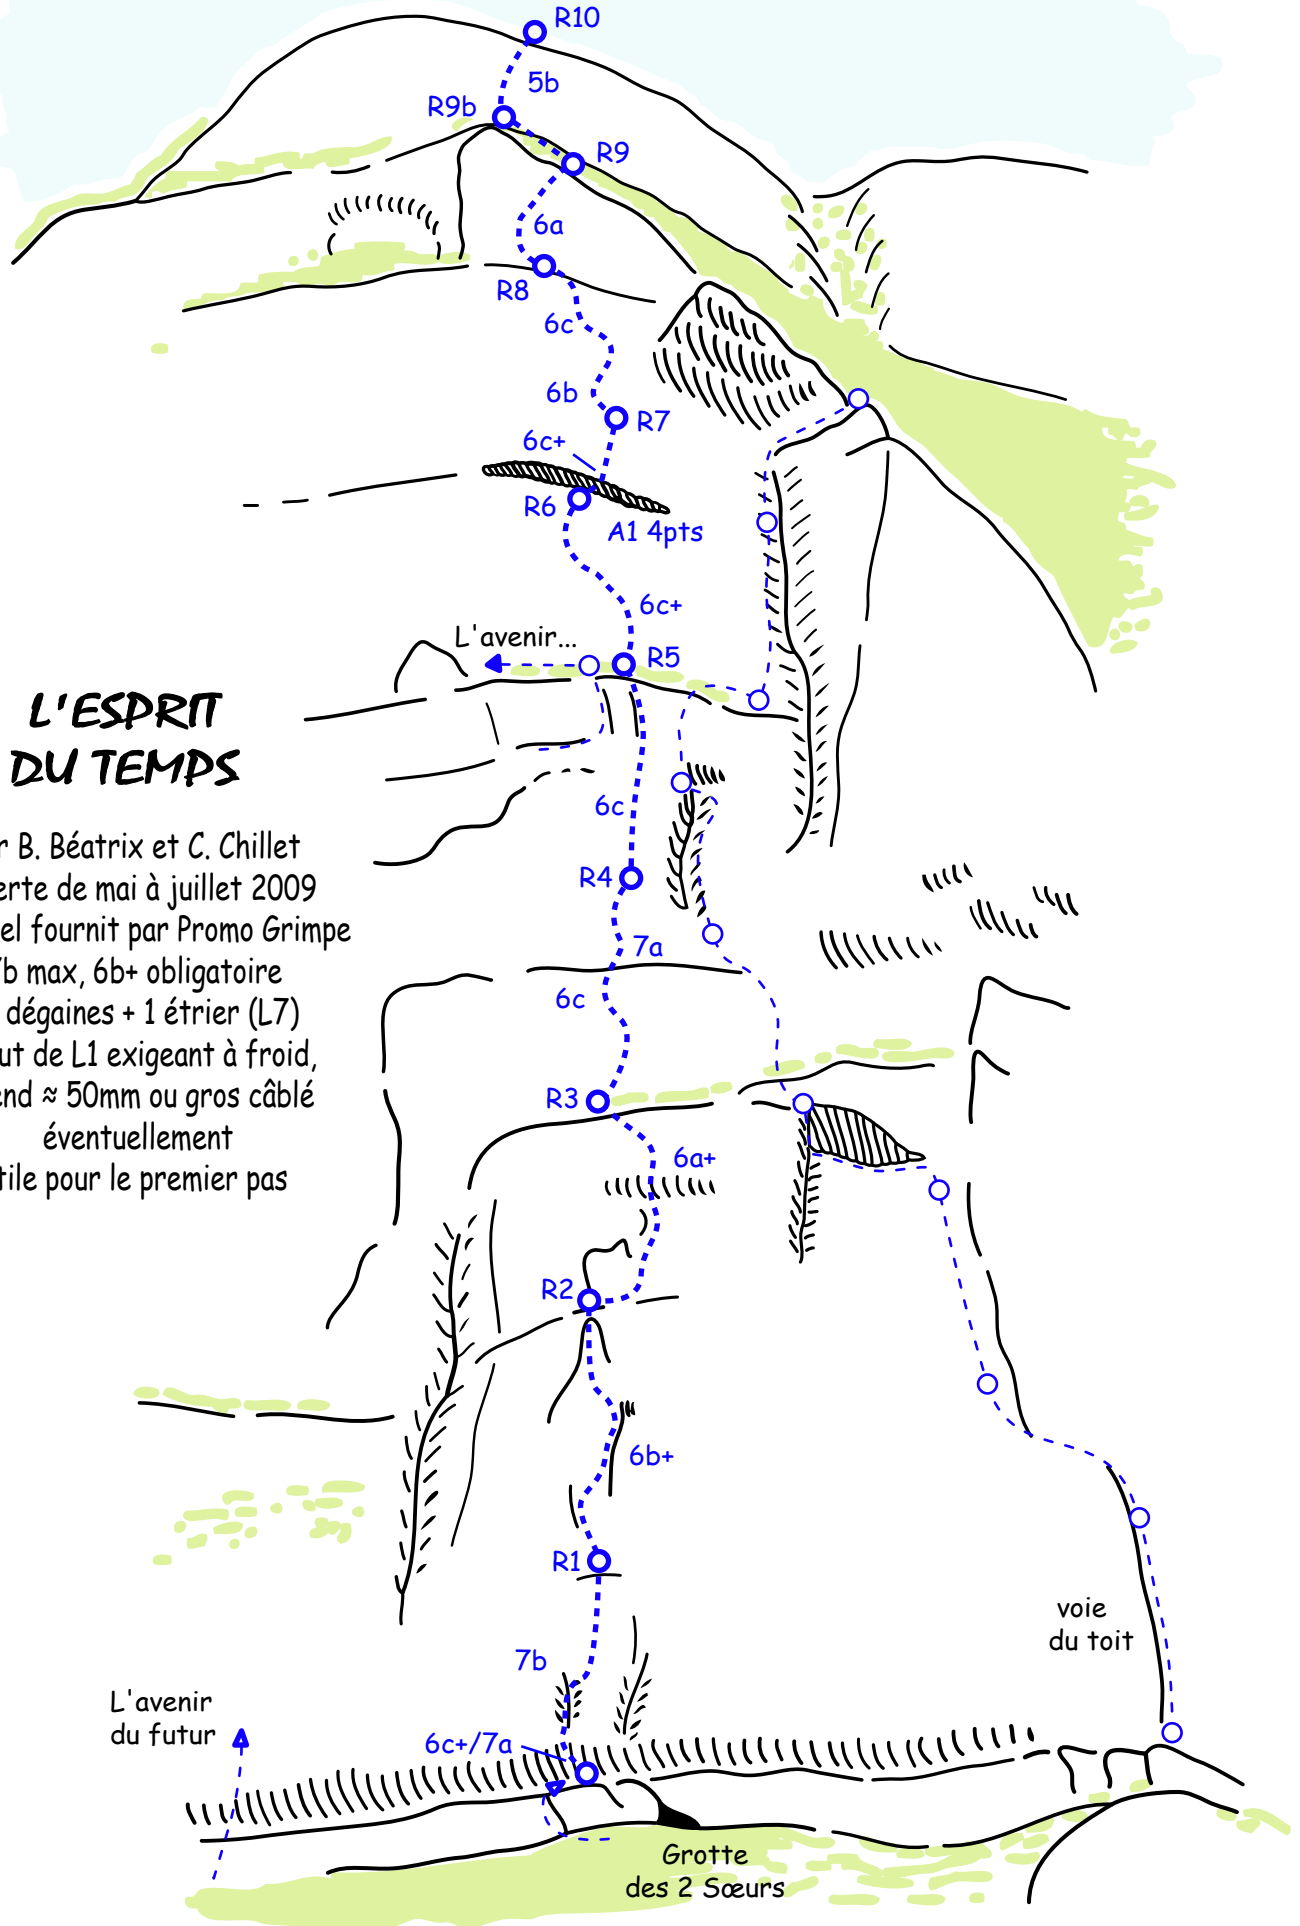 R10
5b
R9b
R9
6a
R8
6c
6b
R7
6c+
R6
A1 4pts
6c+
L'avenir...
R5
L'ESPRIT
DU TEMPS
6c
r B. Béatrix et C. Chillet
R4
erte de mai à juillet 2009
el fournit par Promo Grimpe
7a
b max, 6b+ obligatoire
6c
dégaines + 1 étrier (L7)
ut de L1 exigeant à froid,
end ≈ 50mm ou gros câblé
R3
éventuellement
6a+
tile pour le premier pas
R2
6b+
R1
voie
du toit
7b
L'avenir
du futur
6c+/7a
Grotte
des 2 Sœurs